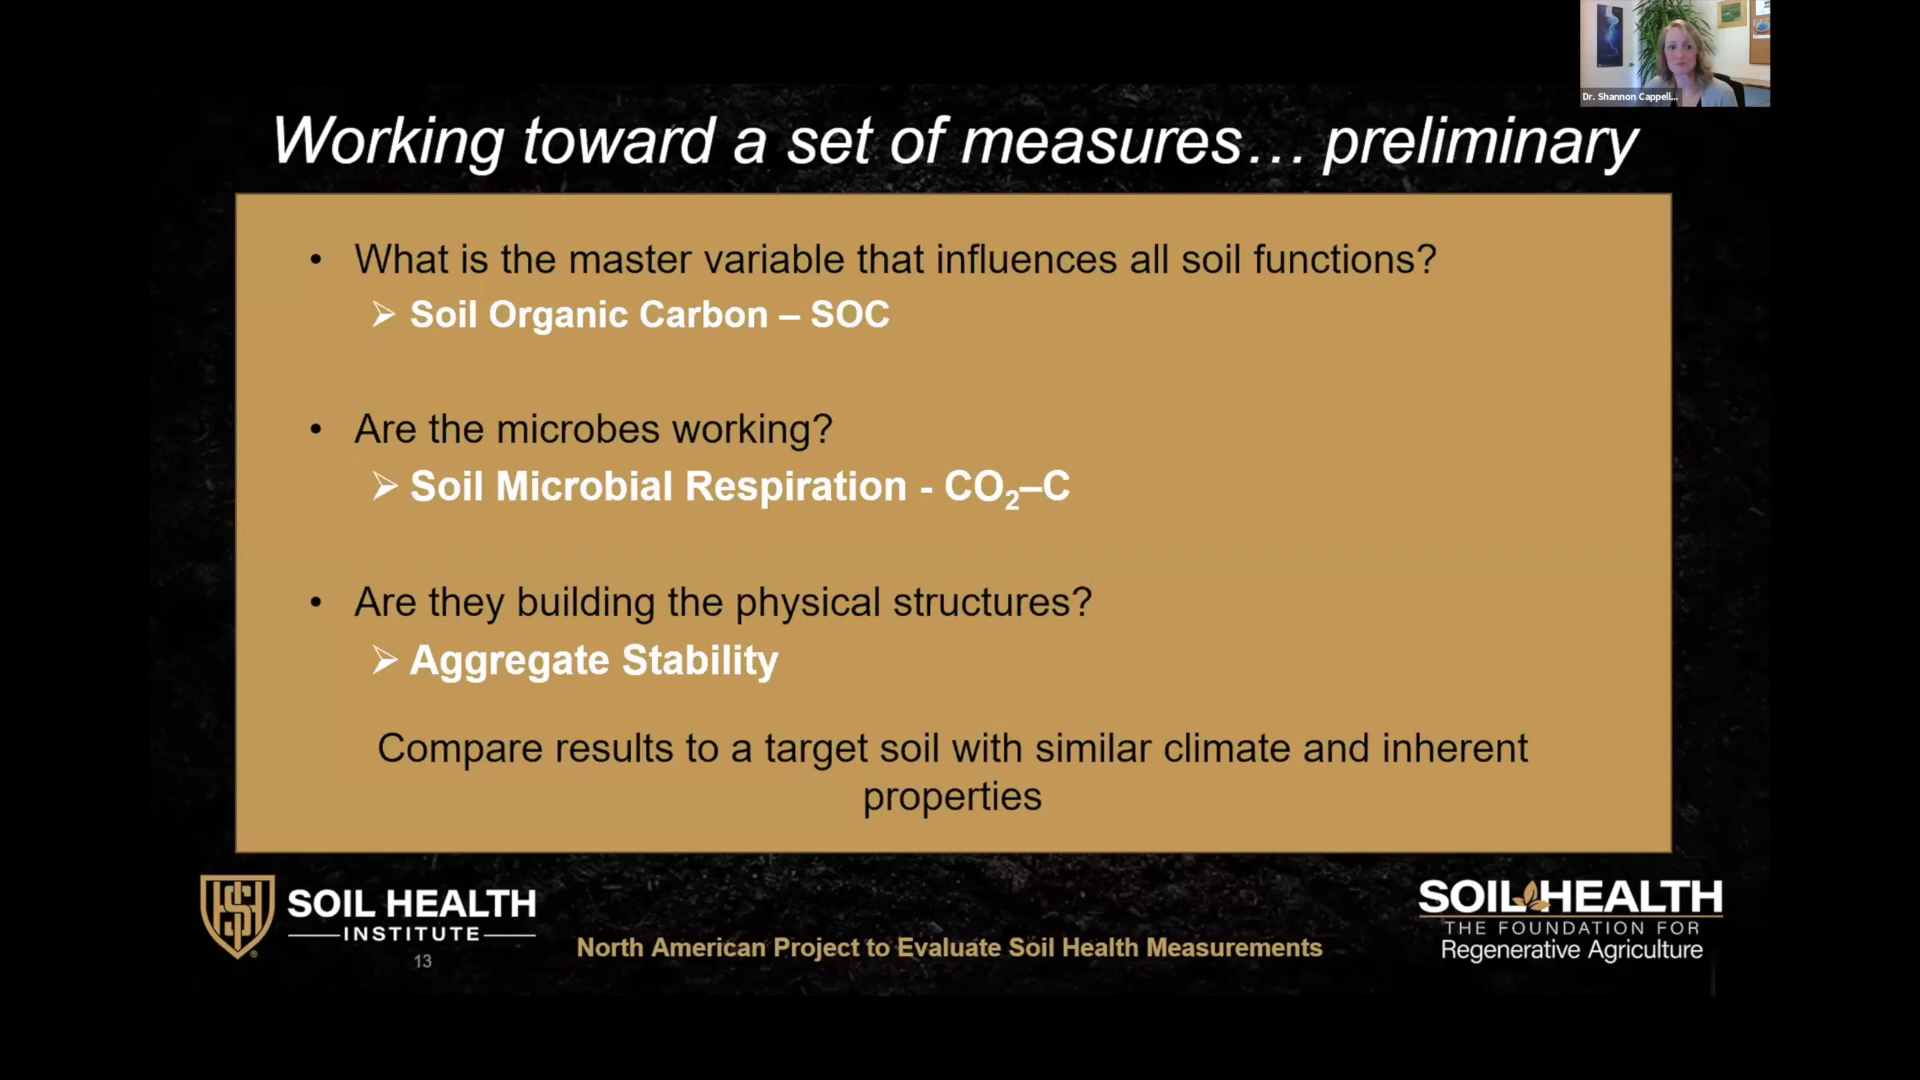 Dr. Shannon Cappell...
Working toward a set of measures… preliminary
• What is the master variable that influences all soil functions?
➢ Soil Organic Carbon – SOC
• Are the microbes working?
➢ Soil Microbial Respiration - CO₂–C
• Are they building the physical structures?
➢ Aggregate Stability
Compare results to a target soil with similar climate and inherent
properties
SOIL HEALTH
INSTITUTE
13
North American Project to Evaluate Soil Health Measurements
SOIL HEALTH
THE FOUNDATION FOR
Regenerative Agriculture